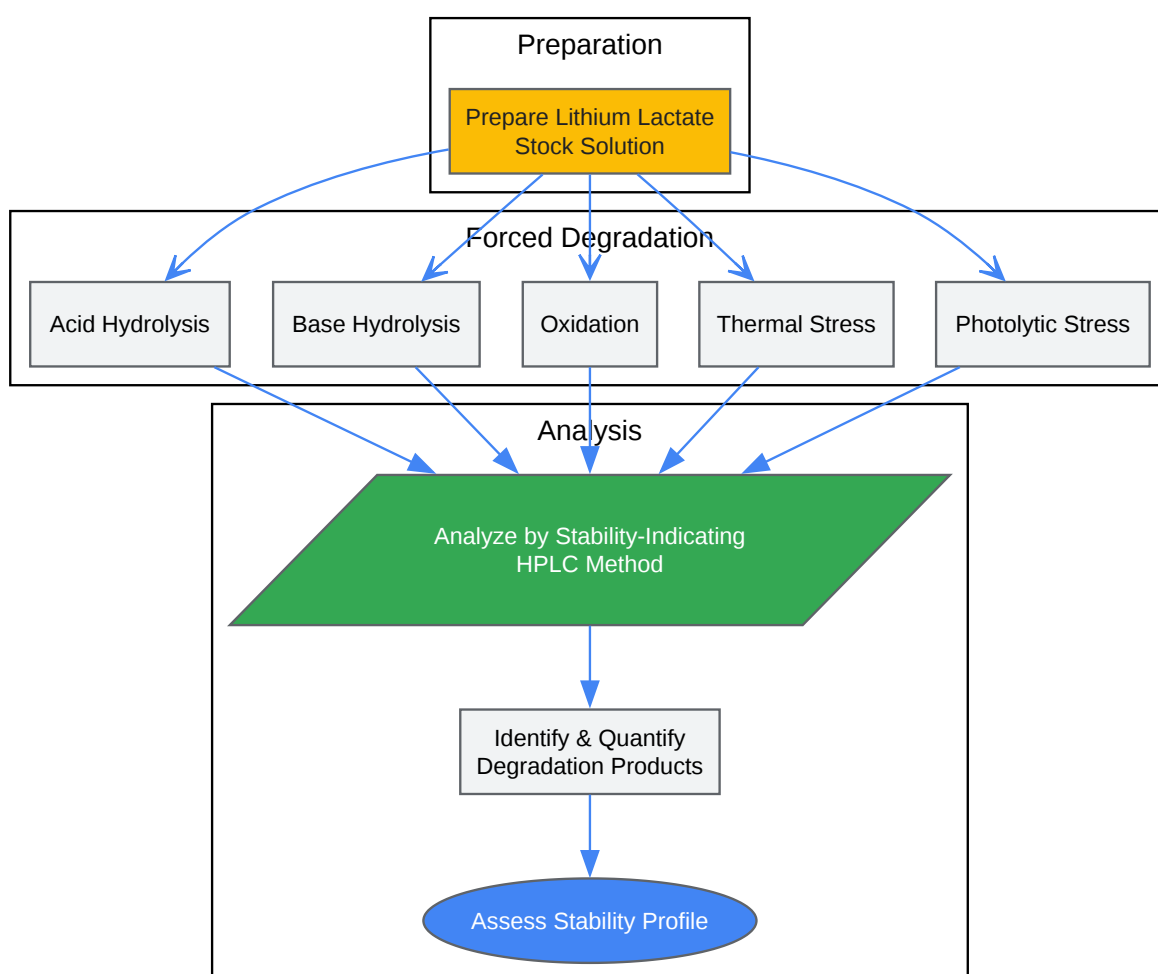 Preparation
Prepare Lithium Lactate
Stock Solution
Forced Degradation
Acid Hydrolysis
Base Hydrolysis
Oxidation
Thermal Stress
Photolytic Stress
Analysis
Analyze by Stability-Indicating
HPLC Method
Identify & Quantify
Degradation Products
Assess Stability Profile